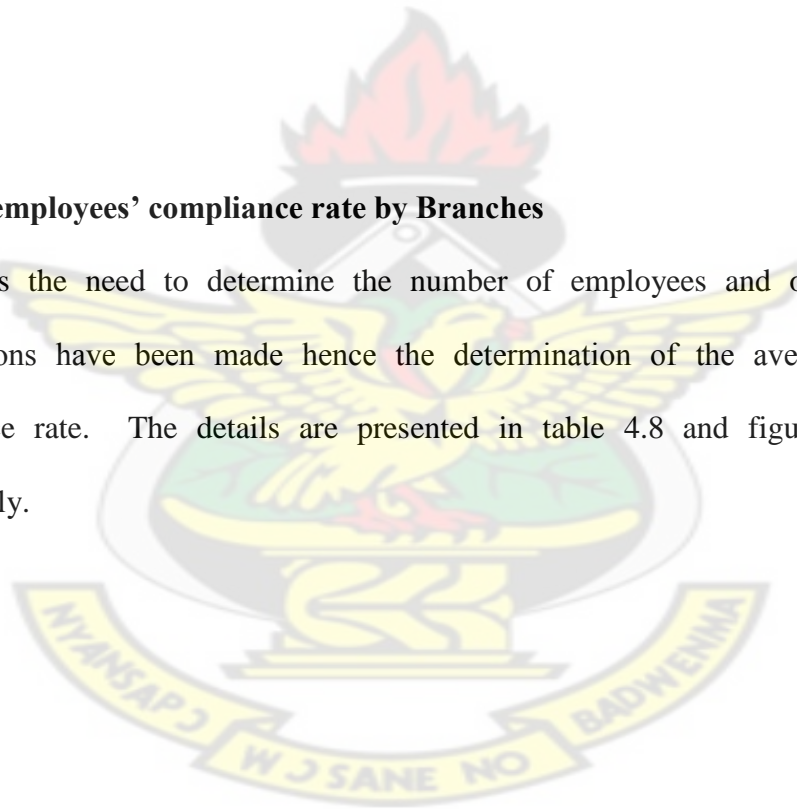 employees’ compliance rate by Branches
s the need to determine the number of employees and o
ons have been made hence the determination of the ave
e rate. The details are presented in table 4.8 and figu
ly.
NYANSAPƆ
WƆSANE NO
BADWENMA